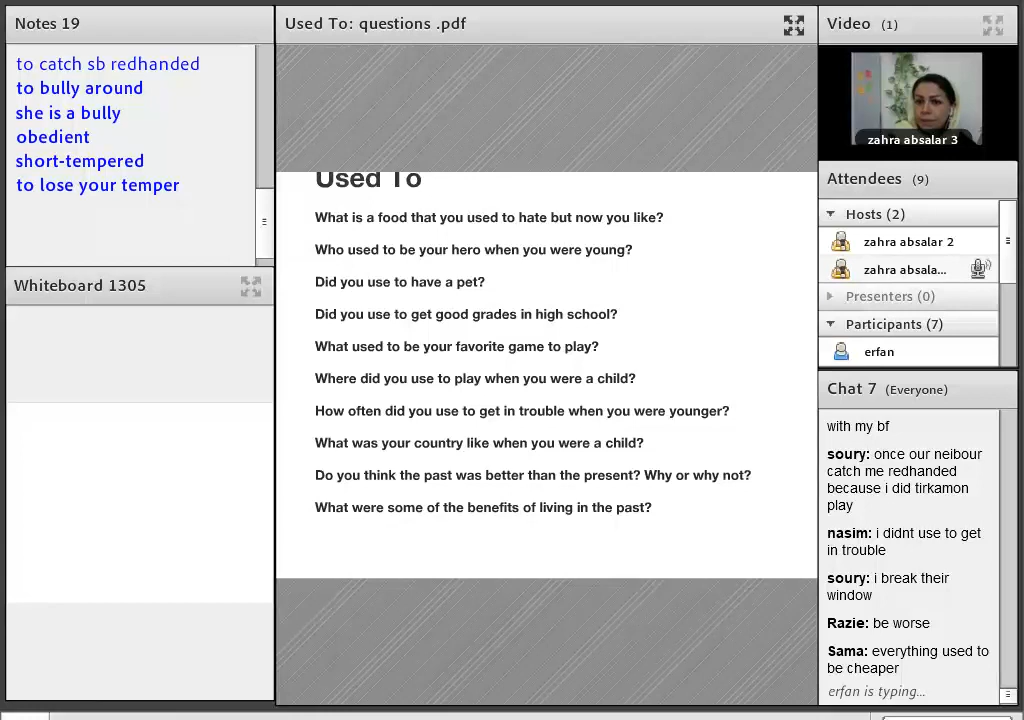 Notes 19
to catch sb redhanded
to bully around
she is a bully
obedient
short-tempered
to lose your temper
Whiteboard 1305
Used To: questions .pdf
Used To
What is a food that you used to hate but now you like?
Who used to be your hero when you were young?
Did you use to have a pet?
Did you use to get good grades in high school?
What used to be your favorite game to play?
Where did you use to play when you were a child?
How often did you use to get in trouble when you were younger?
What was your country like when you were a child?
Do you think the past was better than the present? Why or why not?
What were some of the benefits of living in the past?
Video (1)
zahra absalar 3
Attendees (9)
Hosts (2)
zahra absalar 2
zahra absala...
Presenters (0)
Participants (7)
erfan
Chat 7 (Everyone)
with my bf
soury: once our neibour
catch me redhanded
because i did tirkamon
play
nasim: i didnt use to get
in trouble
soury: i break their
window
Razie: be worse
Sama: everything used to
be cheaper
erfan is typing...